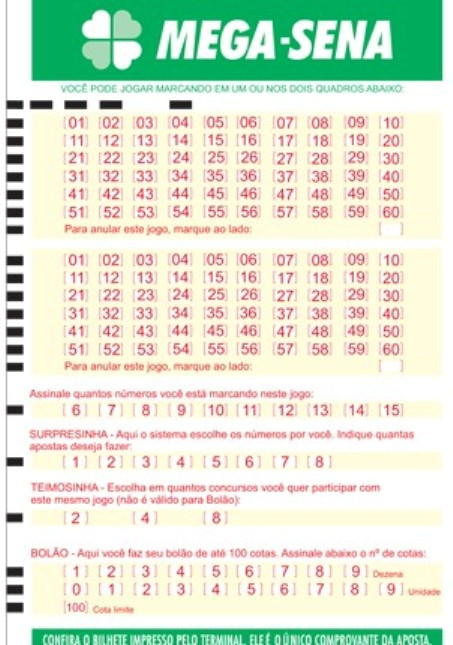 MEGA-SENA
VOCÊ PODE JOGAR MARCANDO EM UM OU NOS DOIS QUADROS ABAIXO:
[01] [02] [03] [04] [05] [06] [07] [08] [09] [10]
[11] [12] [13] [14] [15] [16] [17] [18] [19] [20]
[21] [22] [23] [24] [25] [26] [27] [28] [29] [30]
[31] [32] [33] [34] [35] [36] [37] [38] [39] [40]
[41] [42] [43] [44] [45] [46] [47] [48] [49] [50]
[51] [52] [53] [54] [55] [56] [57] [58] [59] [60]
Para anular este jogo, marque ao lado: [ ]
[01] [02] [03] [04] [05] [06] [07] [08] [09] [10]
[11] [12] [13] [14] [15] [16] [17] [18] [19] [20]
[21] [22] [23] [24] [25] [26] [27] [28] [29] [30]
[31] [32] [33] [34] [35] [36] [37] [38] [39] [40]
[41] [42] [43] [44] [45] [46] [47] [48] [49] [50]
[51] [52] [53] [54] [55] [56] [57] [58] [59] [60]
Para anular este jogo, marque ao lado: [ ]
Assinale quantos números você está marcando neste jogo:
[6] [7] [8] [9] [10] [11] [12] [13] [14] [15]
SURPRESINHA - Aqui o sistema escolhe os números por você. Indique quantas
apostas deseja fazer:
[1] [2] [3] [4] [5] [6] [7] [8]
TEIMOSINHA - Escolha em quantos concursos você quer participar com
este mesmo jogo (não é válido para Bolão):
[2] [4] [8]
BOLÃO - Aqui você faz seu bolão de até 100 cotas. Assinale abaixo o nº de cotas:
[1] [2] [3] [4] [5] [6] [7] [8] [9] Dezena
[0] [1] [2] [3] [4] [5] [6] [7] [8] [9] Unidade
[100] Cota limite
CONFIRA O BILHETE IMPRESSO PELO TERMINAL. ELE É O ÚNICO COMPROVANTE DA APOSTA.